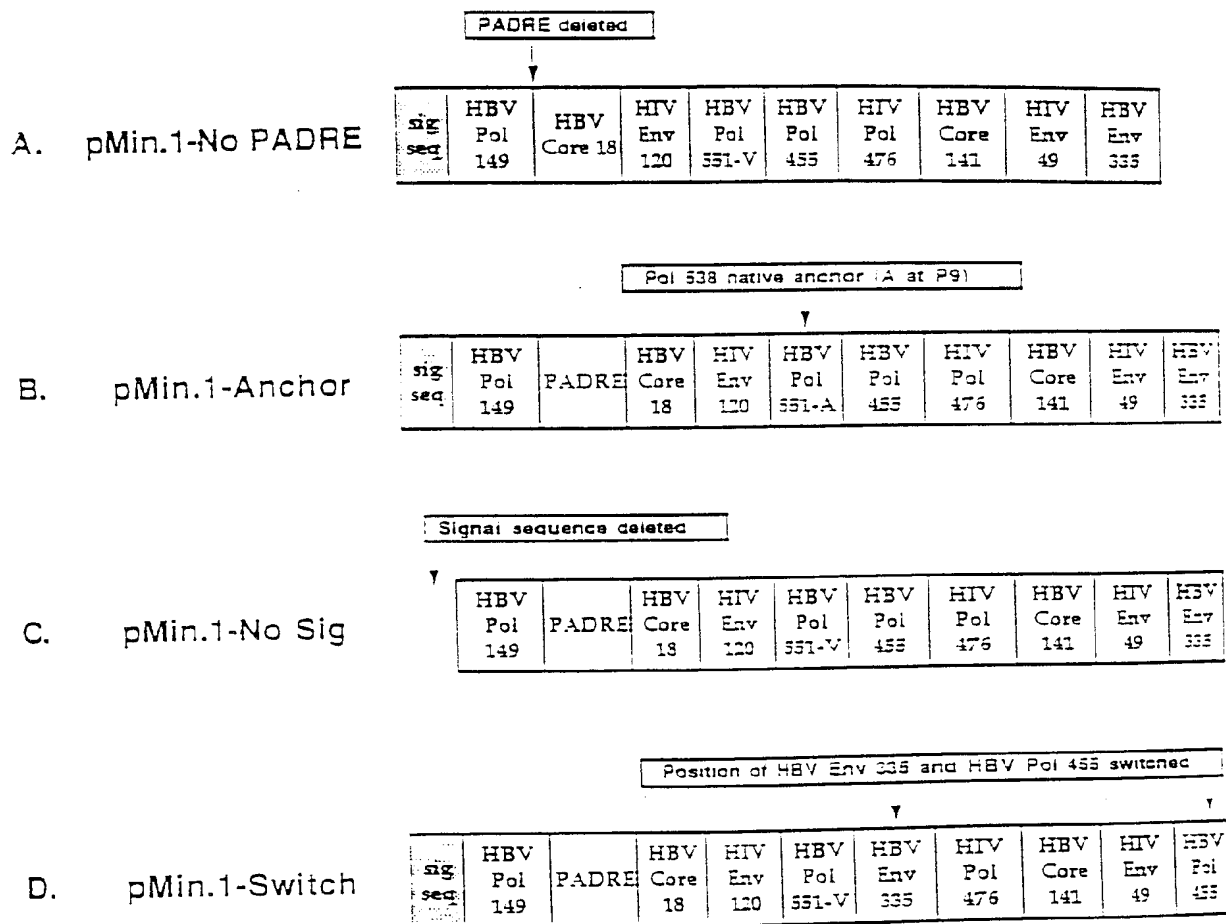 PADRE deleted
A. pMin.1-No PADRE
sig seq | HBV Pol 149 | HBV Core 18 | HIV Env 120 | HBV Pol 551-V | HBV Pol 455 | HIV Pol 476 | HBV Core 141 | HIV Env 49 | HBV Env 335
Pol 538 native anchor (A at P9)
B. pMin.1-Anchor
sig seq | HBV Pol 149 | PADRE | HBV Core 18 | HIV Env 120 | HBV Pol 551-A | HBV Pol 455 | HIV Pol 476 | HBV Core 141 | HIV Env 49 | HBV Env 335
Signal sequence deleted
C. pMin.1-No Sig
HBV Pol 149 | PADRE | HBV Core 18 | HIV Env 120 | HBV Pol 551-V | HBV Pol 455 | HIV Pol 476 | HBV Core 141 | HIV Env 49 | HBV Env 335
Position of HBV Env 335 and HBV Pol 455 switched
D. pMin.1-Switch
sig seq | HBV Pol 149 | PADRE | HBV Core 18 | HIV Env 120 | HBV Pol 551-V | HBV Env 335 | HIV Pol 476 | HBV Core 141 | HIV Env 49 | HBV Pol 455